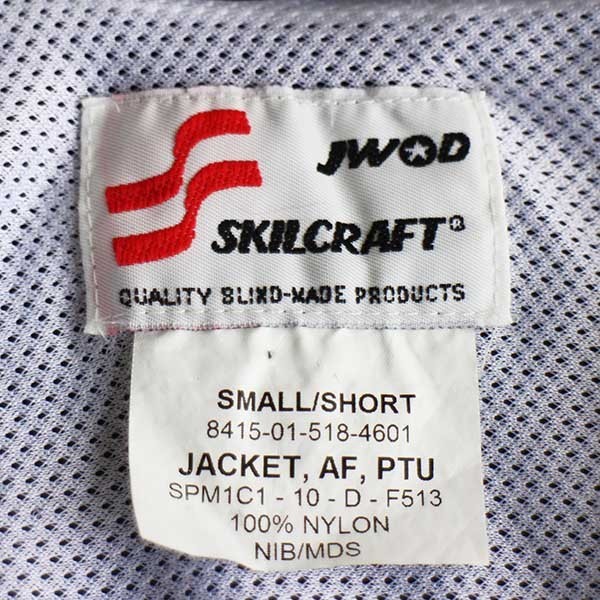 JWOD
SKILCRAFT®
QUALITY BLIND-MADE PRODUCTS
SMALL/SHORT
8415-01-518-4601
JACKET, AF, PTU
SPM1C1 - 10 - D - F513
100% NYLON
NIB/MDS